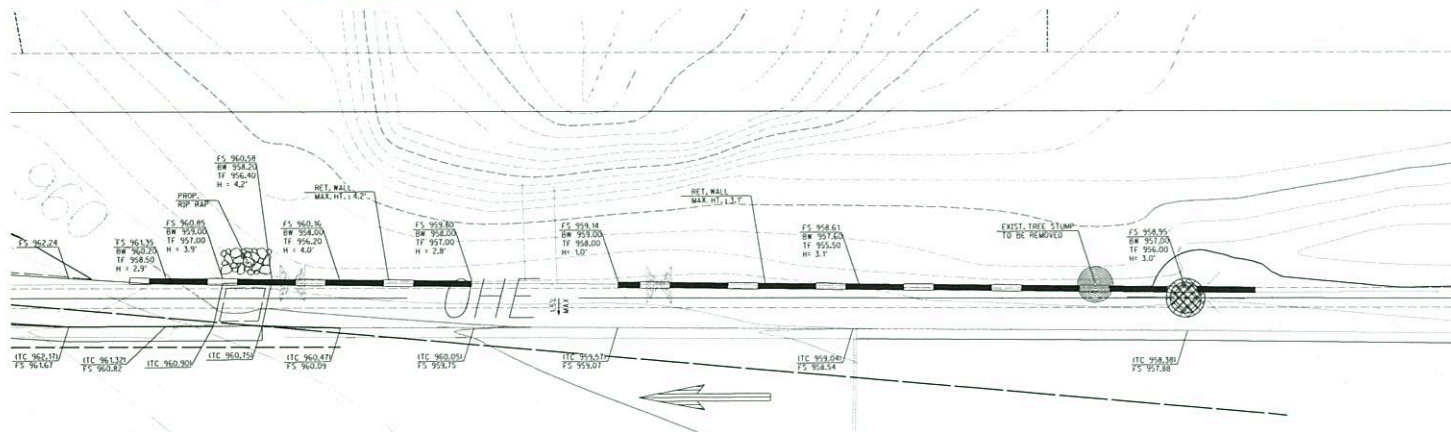 960
FS 962.24
FS 961.35
BW 960.20
TF 958.50
H = 2.9'
PROP.
RIP RAP
FS 960.85
BW 959.00
TF 957.00
H = 3.9'
FS 960.58
BW 958.20
TF 956.40
H = 4.2'
FS 960.16
BW 958.00
TF 956.20
H = 4.0'
RET. WALL
MAX. HT.: 4.2'
FS 959.80
BW 958.00
TF 957.00
H = 2.8'
FS 959.14
BW 959.00
TF 958.00
H= 1.0'
RET. WALL
MAX. HT.: 3.1'
FS 958.61
BW 957.60
TF 955.50
H= 3.1'
EXIST. TREE STUMP
TO BE REMOVED
FS 958.95
BW 957.00
TF 956.00
H= 3.0'
OHE
1.5%
MAX
(TC 962.17)
FS 961.67
(TC 961.32)
FS 960.82
(TC 960.90)
(TC 960.75)
(TC 960.47)
FS 960.09
(TC 960.05)
FS 959.75
(TC 959.57)
FS 959.07
(TC 959.04)
FS 958.54
(TC 958.38)
FS 957.88